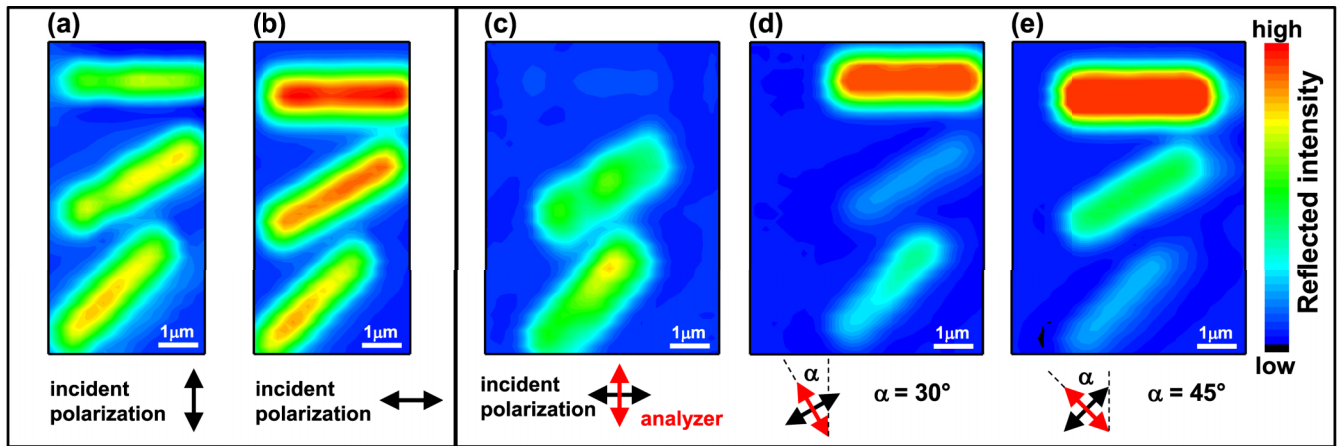 (a)
(b)
(c)
(d)
(e)
high
Reflected intensity
low
1μm
1μm
1μm
1μm
1μm
incident
polarization
incident
polarization
incident
polarization
analyzer
α
α = 30°
α
α = 45°